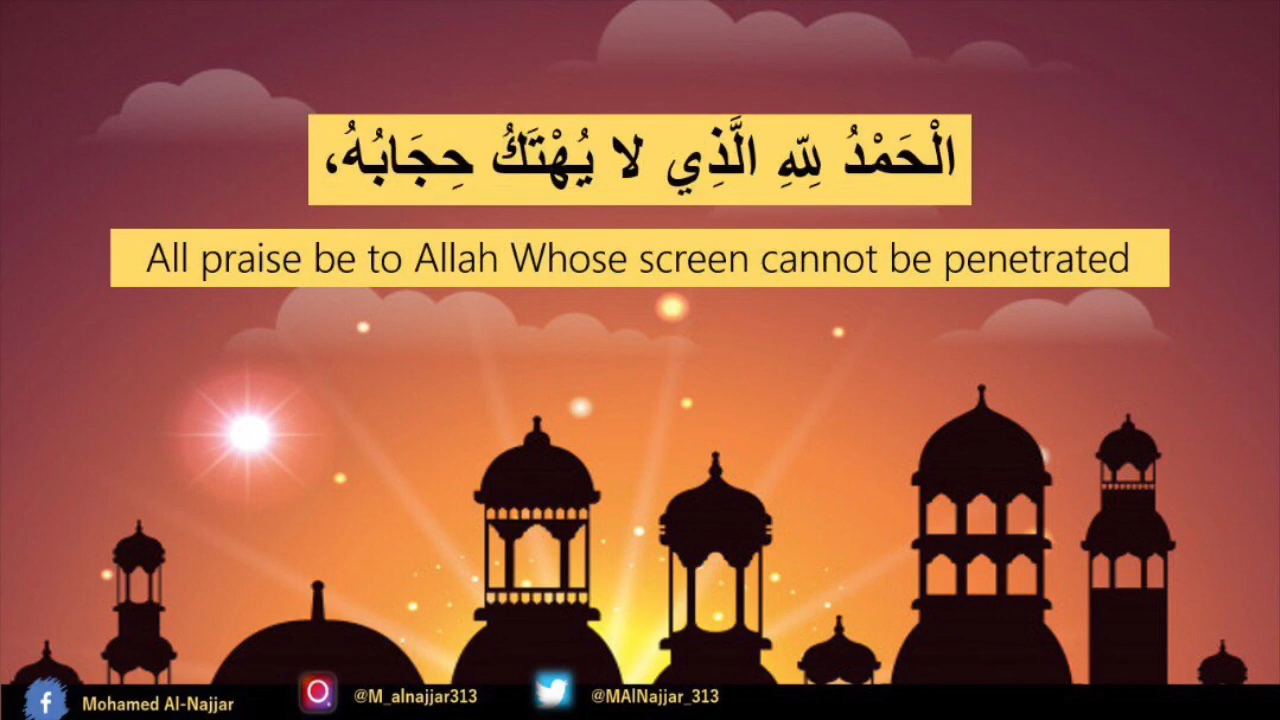 الْحَمْدُ لِلّهِ الَّذِي لا يُهْتَكُ حِجَابُهُ،
All praise be to Allah Whose screen cannot be penetrated
Mohamed Al-Najjar
@M_alnajjar313
@MAlNajjar_313